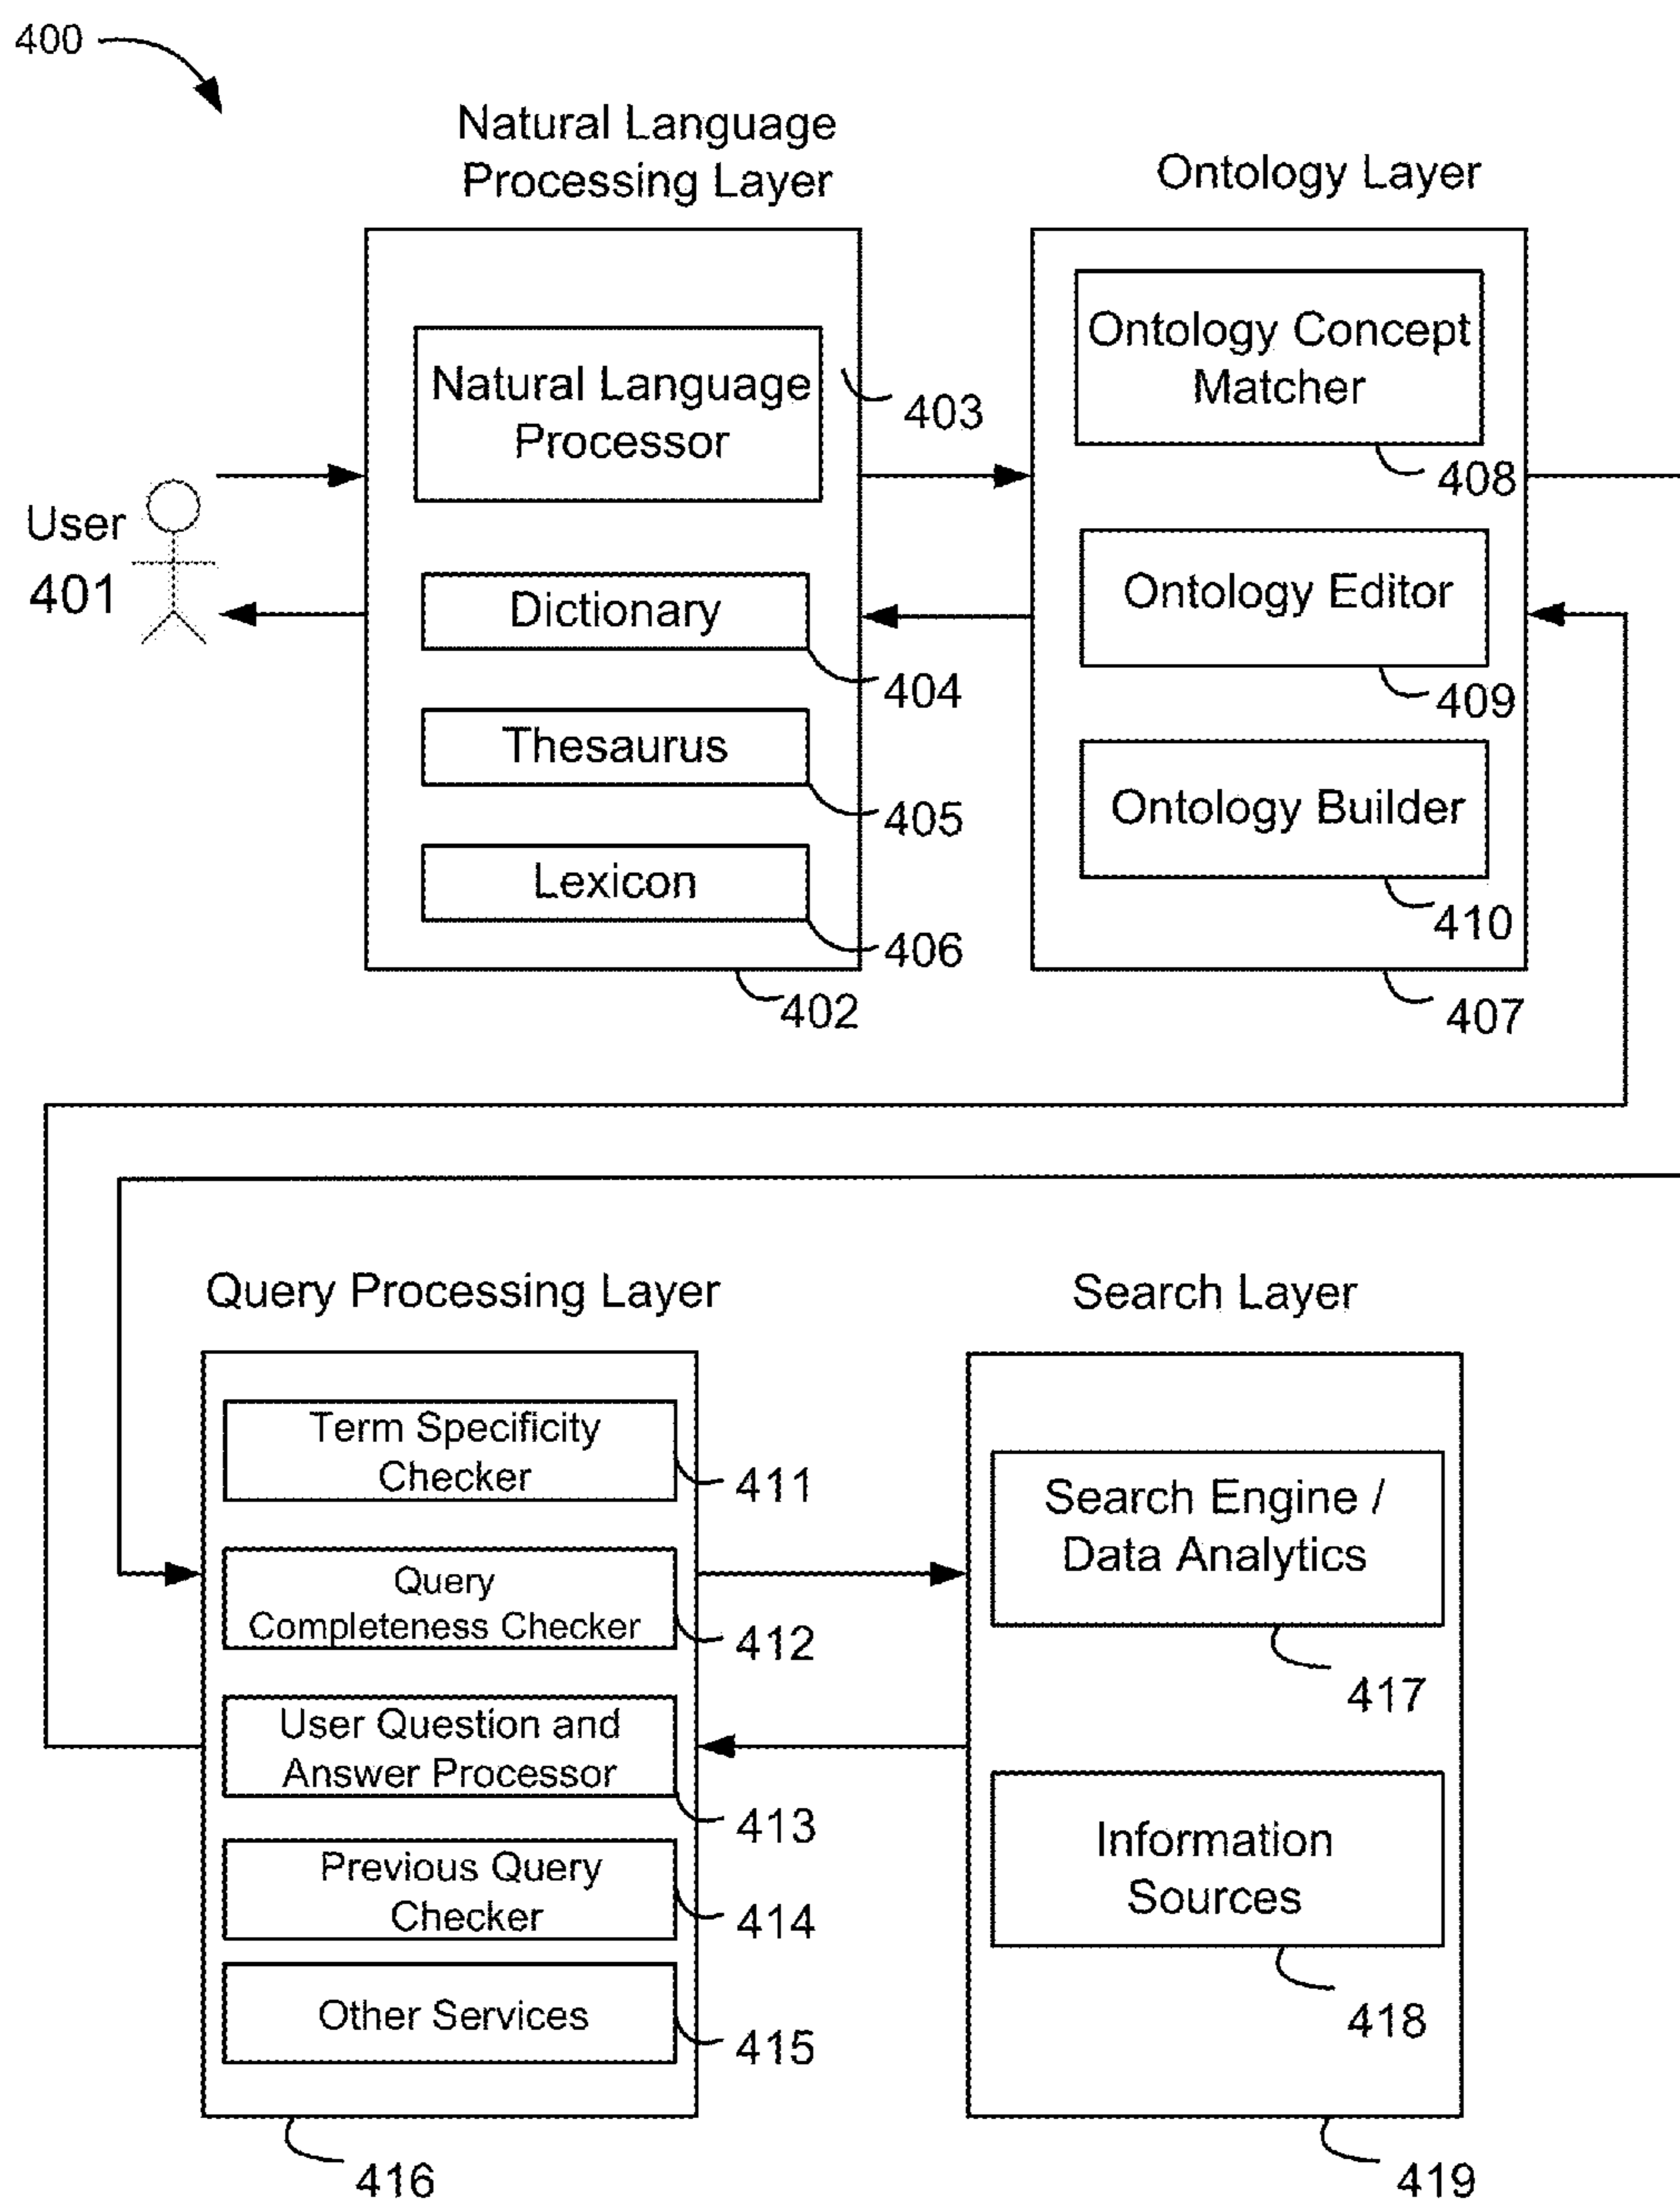 400
Natural Language
Processing Layer
Ontology Layer
Natural Language
Processor
403
Ontology Concept
Matcher
408
User
401
Dictionary
404
Ontology Editor
409
Thesaurus
405
Ontology Builder
410
Lexicon
406
402
407
Query Processing Layer
Search Layer
Term Specificity
Checker
411
Query
Completeness Checker
412
User Question and
Answer Processor
413
Previous Query
Checker
414
Other Services
415
416
Search Engine /
Data Analytics
417
Information
Sources
418
419